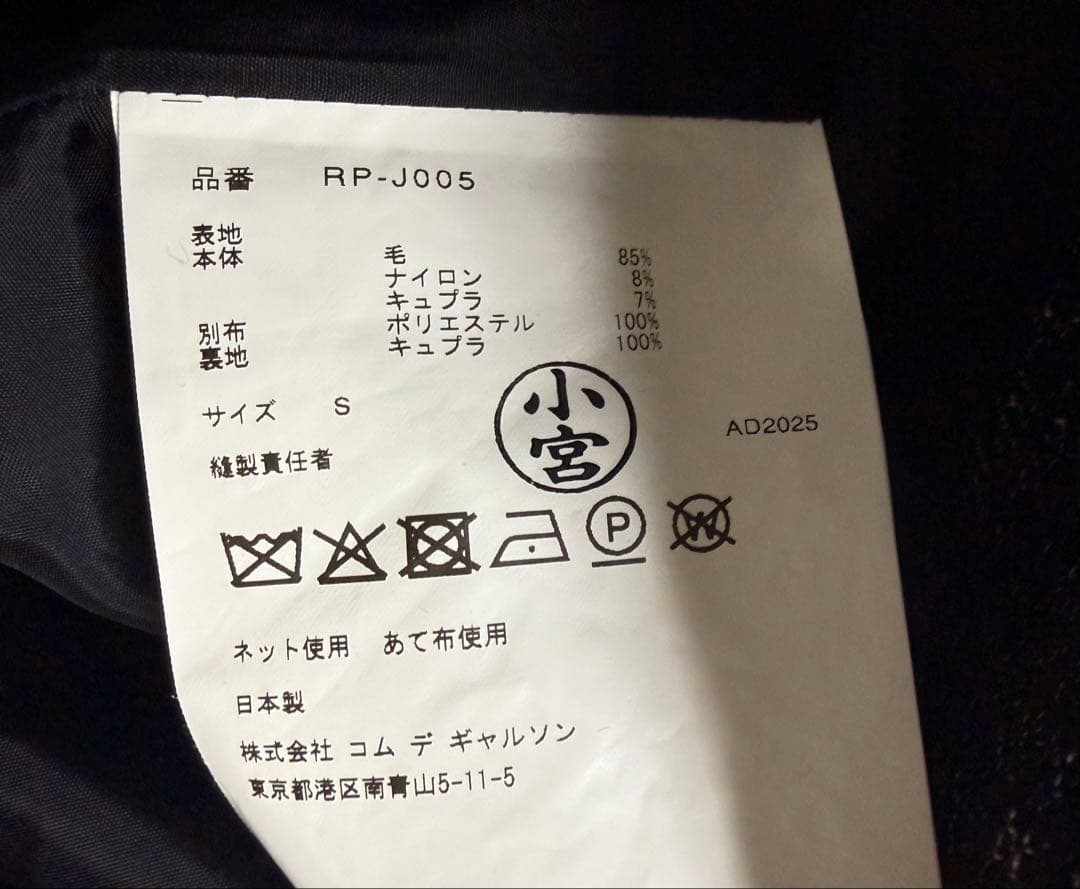 品番 RP-J005
表地
本体 毛 85%
ナイロン 8%
キュプラ 7%
別布 ポリエステル 100%
裏地 キュプラ 100%
サイズ S
小宮
AD2025
縫製責任者
P W
ネット使用 あて布使用
日本製
株式会社 コム デ ギャルソン
東京都港区南青山5-11-5